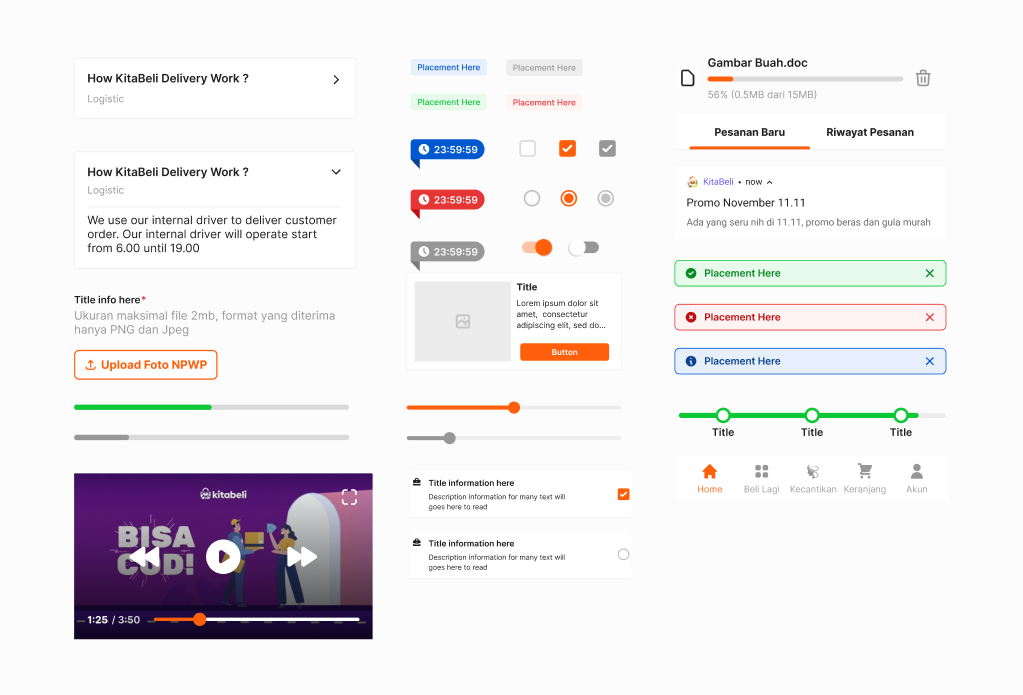 How KitaBeli Delivery Work ?
Logistic
How KitaBeli Delivery Work ?
Logistic
We use our internal driver to deliver customer
order. Our internal driver will operate start
from 6.00 until 19.00
Title info here*
Ukuran maksimal file 2mb, format yang diterima
hanya PNG dan Jpeg
Upload Foto NPWP
kitabeli
BISA
COD!
1:25 / 3:50
Placement Here
Placement Here
Placement Here
Placement Here
23:59:59
23:59:59
23:59:59
Title
Lorem ipsum dolor sit
amet, consectetur
adipiscing elit, sed do...
Button
Title information here
Description information for many text will
goes here to read
Title information here
Description information for many text will
goes here to read
Gambar Buah.doc
56% (0.5MB dari 15MB)
Pesanan Baru
Riwayat Pesanan
KitaBeli • now
Promo November 11.11
Ada yang seru nih di 11.11, promo beras dan gula murah
Placement Here
Placement Here
Placement Here
Title
Title
Title
Home
Beli Lagi
Kecantikan
Keranjang
Akun